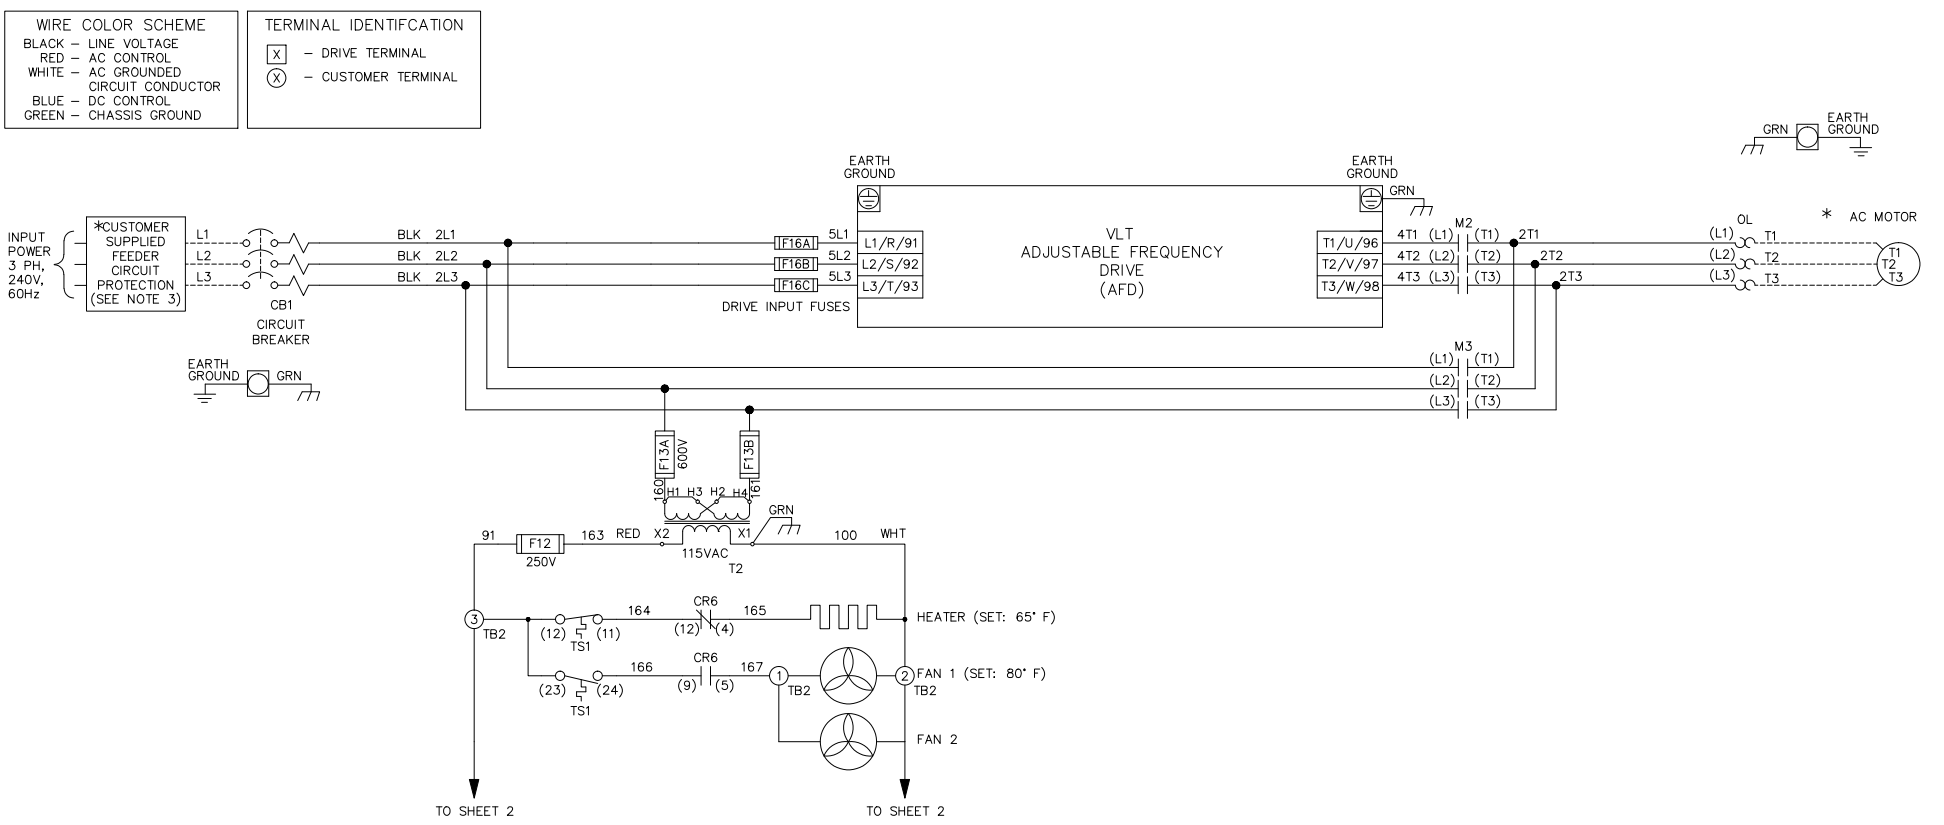 WIRE COLOR SCHEME
BLACK – LINE VOLTAGE
RED – AC CONTROL
WHITE – AC GROUNDED
CIRCUIT CONDUCTOR
BLUE – DC CONTROL
GREEN – CHASSIS GROUND
TERMINAL IDENTIFCATION
X – DRIVE TERMINAL
X – CUSTOMER TERMINAL
GRN
EARTH
GROUND
EARTH
GROUND
EARTH
GROUND
GRN
INPUT
POWER
3 PH,
240V,
60Hz
*CUSTOMER
SUPPLIED
FEEDER
CIRCUIT
PROTECTION
(SEE NOTE 3)
L1
L2
L3
CB1
CIRCUIT
BREAKER
BLK 2L1
BLK 2L2
BLK 2L3
F16A
F16B
F16C
5L1
5L2
5L3
DRIVE INPUT FUSES
L1/R/91
L2/S/92
L3/T/93
VLT
ADJUSTABLE FREQUENCY
DRIVE
(AFD)
T1/U/96
T2/V/97
T3/W/98
M2
4T1 (L1) (T1) 2T1
4T2 (L2) (T2) 2T2
4T3 (L3) (T3) 2T3
OL
(L1) T1
(L2) T2
(L3) T3
* AC MOTOR
T1
T2
T3
M3
(L1) (T1)
(L2) (T2)
(L3) (T3)
EARTH
GROUND
GRN
F13A
600V
F13B
160
161
H1 H3 H2 H4
GRN
91
F12
250V
163 RED X2
X1
100 WHT
115VAC
T2
3
TB2
(12) (11)
TS1
164
CR6
(12) (4)
165
HEATER (SET: 65° F)
(23) (24)
TS1
166
CR6
(9) (5)
167
1
TB2
2
TB2
FAN 1 (SET: 80° F)
FAN 2
TO SHEET 2
TO SHEET 2